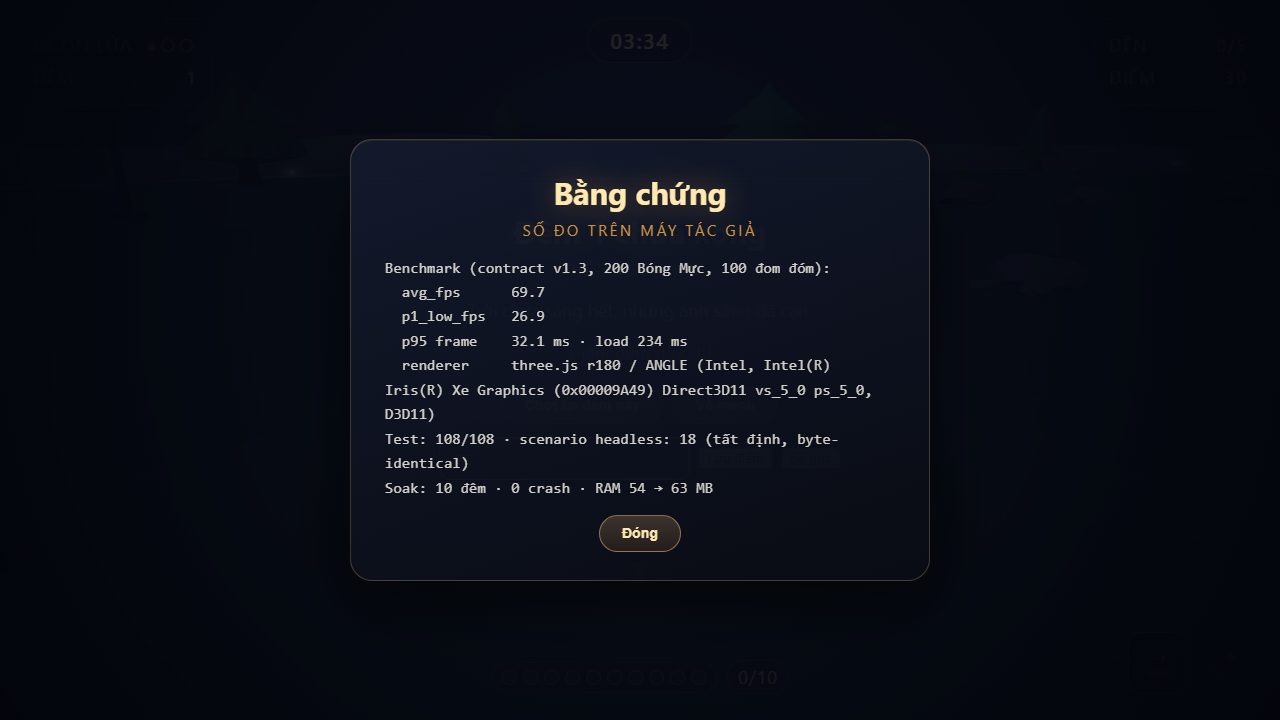 03:34
1
Bằng chứng
SỐ ĐO TRÊN MÁY TÁC GIẢ
Benchmark (contract v1.3, 200 Bóng Mực, 100 đom đóm):
avg_fps 69.7
p1_low_fps 26.9
p95 frame 32.1 ms · load 234 ms
renderer three.js r180 / ANGLE (Intel, Intel(R)
Iris(R) Xe Graphics (0x00009A49) Direct3D11 vs_5_0 ps_5_0,
D3D11)
Test: 108/108 · scenario headless: 18 (tất định, byte-
identical)
Soak: 10 đêm · 0 crash · RAM 54 → 63 MB
Đóng
0/10